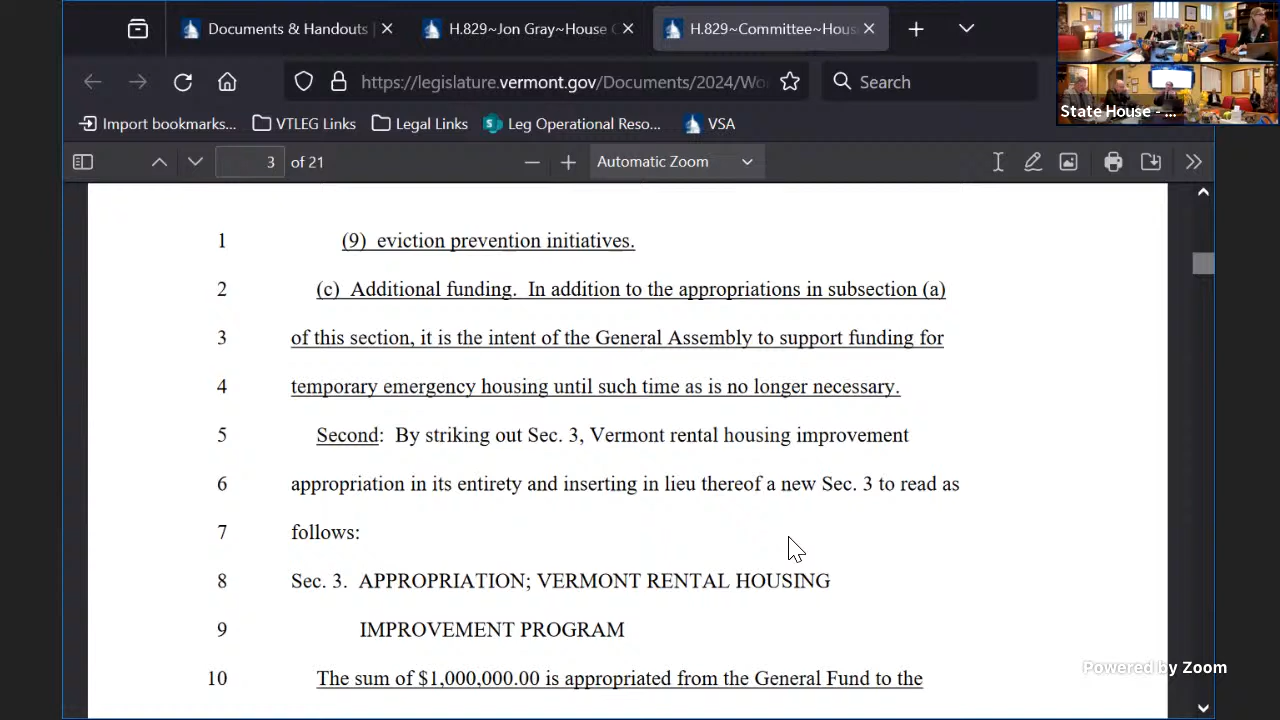 Documents & Handouts
H.829~Jon Gray~House
H.829~Committee~Hous
https://legislature.vermont.gov/Documents/2024/Wo
Search
Import bookmarks...
VTLEG Links
Legal Links
Leg Operational Reso...
VSA
State House - ...
3 of 21
Automatic Zoom
1 (9) eviction prevention initiatives.
2 (c) Additional funding. In addition to the appropriations in subsection (a)
3 of this section, it is the intent of the General Assembly to support funding for
4 temporary emergency housing until such time as is no longer necessary.
5 Second: By striking out Sec. 3, Vermont rental housing improvement
6 appropriation in its entirety and inserting in lieu thereof a new Sec. 3 to read as
7 follows:
8 Sec. 3. APPROPRIATION; VERMONT RENTAL HOUSING
9 IMPROVEMENT PROGRAM
10 The sum of $1,000,000.00 is appropriated from the General Fund to the
Powered by Zoom